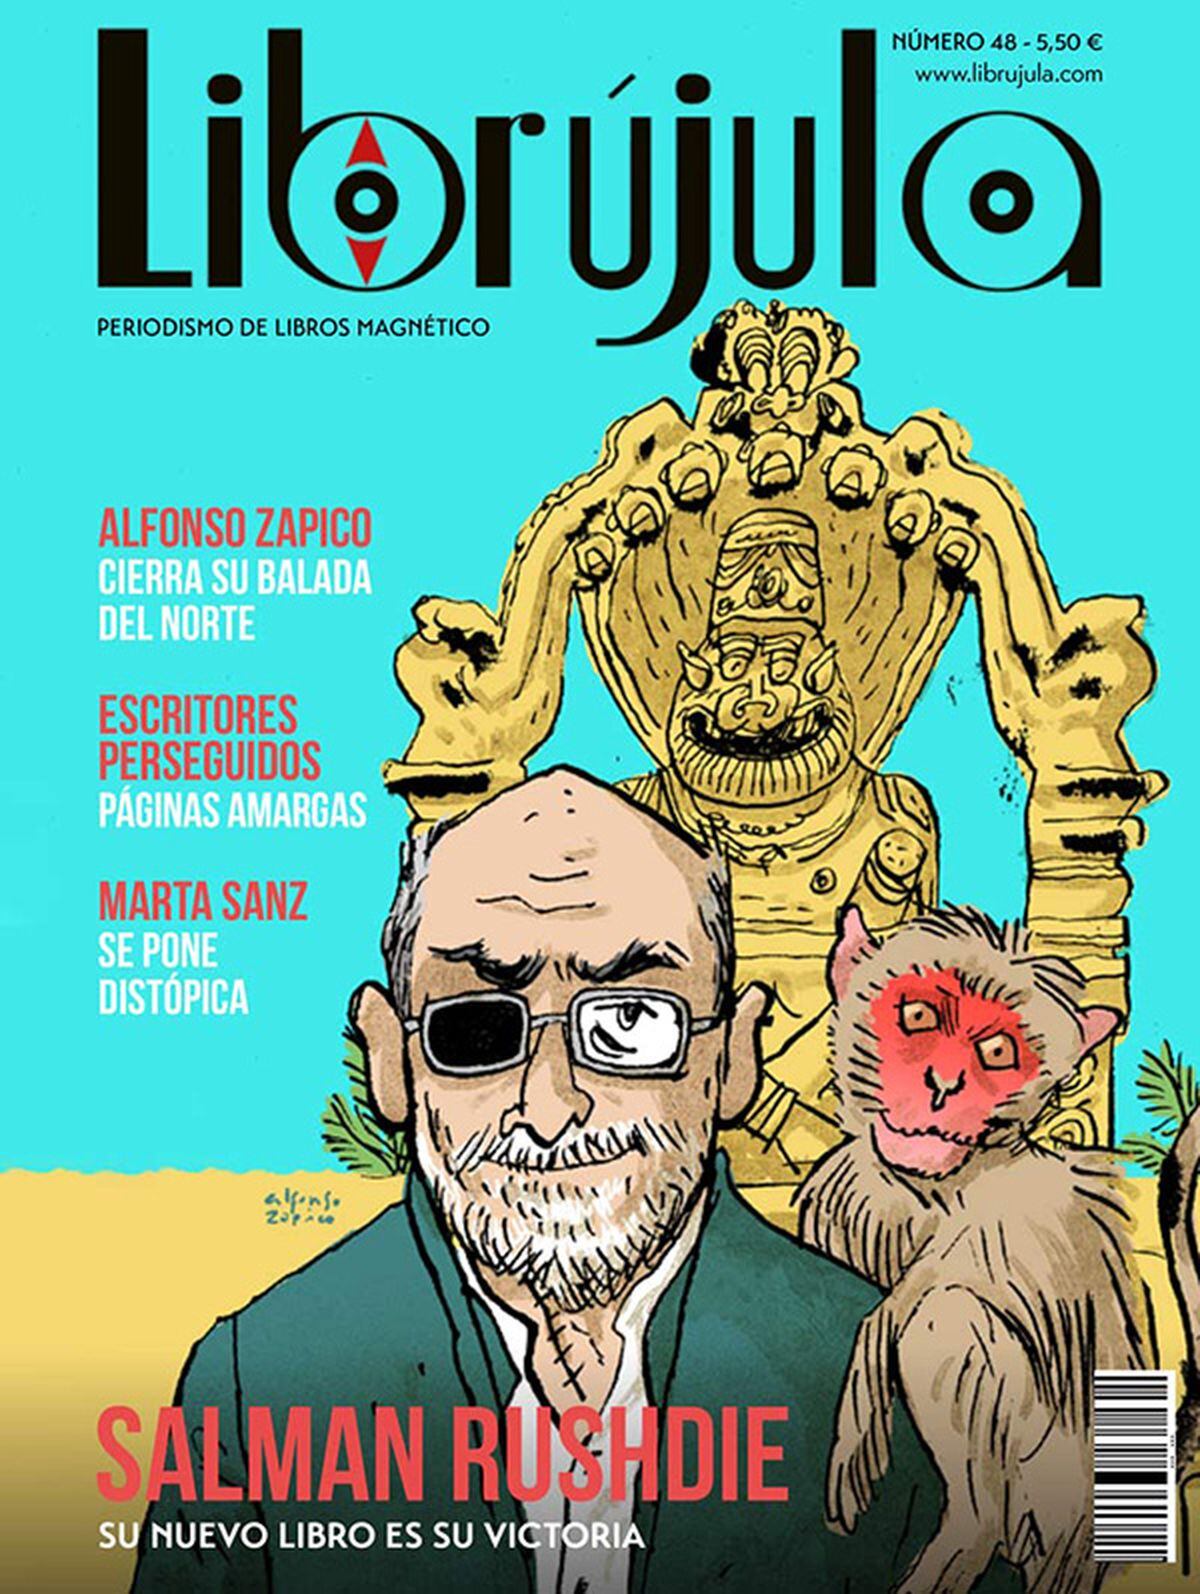 NÚMERO 48 - 5,50 €
www.librujula.com
Librújula
PERIODISMO DE LIBROS MAGNÉTICO
ALFONSO ZAPICO
CIERRA SU BALADA
DEL NORTE
ESCRITORES
PERSEGUIDOS
PÁGINAS AMARGAS
MARTA SANZ
SE PONE
DISTÓPICA
alfonso
zapico
SALMAN RUSHDIE
SU NUEVO LIBRO ES SU VICTORIA